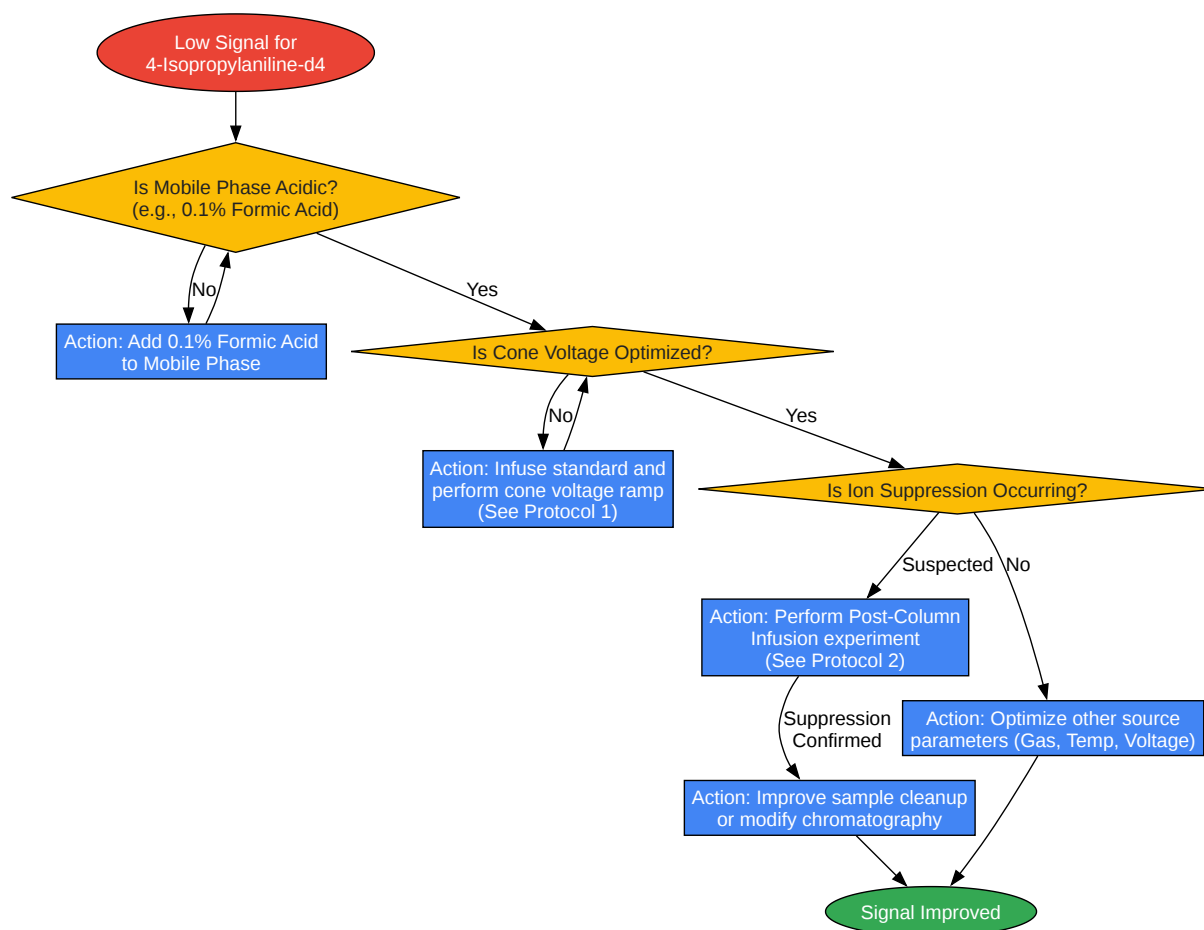 Low Signal for
4-Isopropylaniline-d4
Is Mobile Phase Acidic?
(e.g., 0.1% Formic Acid)
No
Yes
Action: Add 0.1% Formic Acid
to Mobile Phase
Is Cone Voltage Optimized?
No
Yes
Action: Infuse standard and
perform cone voltage ramp
(See Protocol 1)
Is Ion Suppression Occurring?
Suspected
No
Action: Perform Post-Column
Infusion experiment
(See Protocol 2)
Suppression
Confirmed
Action: Optimize other source
parameters (Gas, Temp, Voltage)
Action: Improve sample cleanup
or modify chromatography
Signal Improved